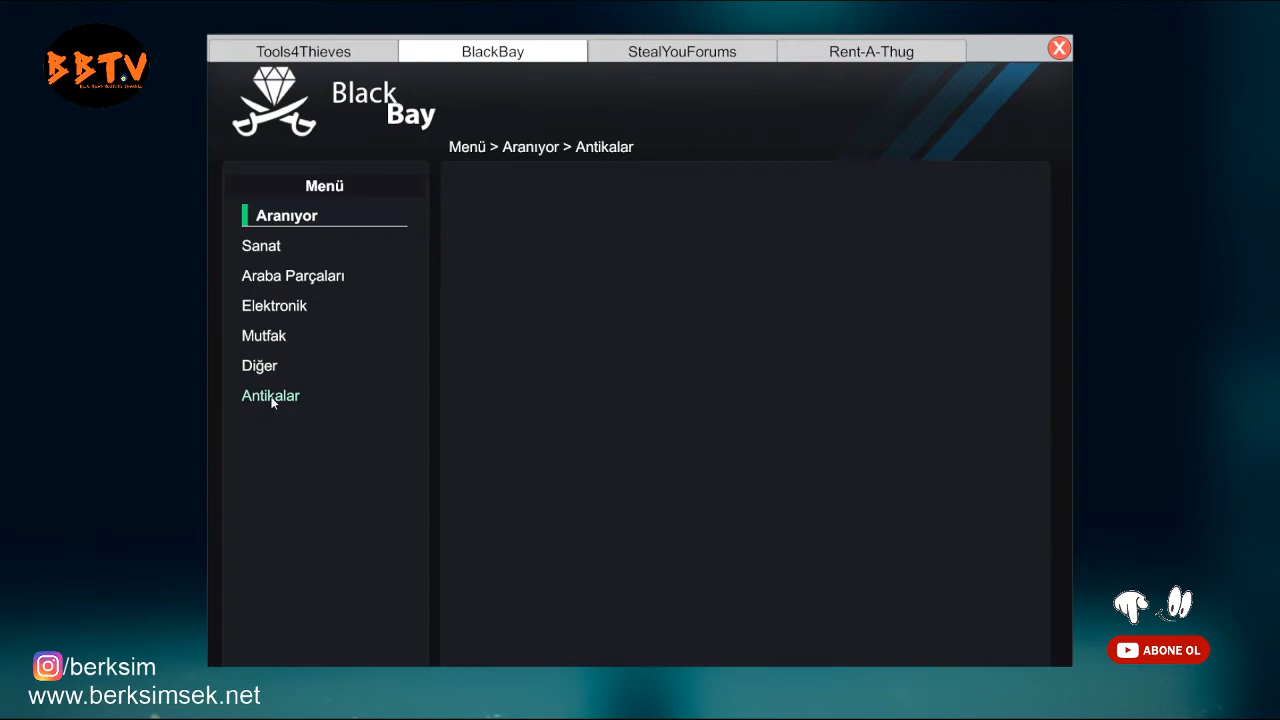 BBTV
Tools4Thieves
BlackBay
StealYouForums
Rent-A-Thug
X
Black
Bay
Menü > Aranıyor > Antikalar
Menü
Aranıyor
Sanat
Araba Parçaları
Elektronik
Mutfak
Diğer
Antikalar
/berksim
www.berksimsek.net
ABONE OL